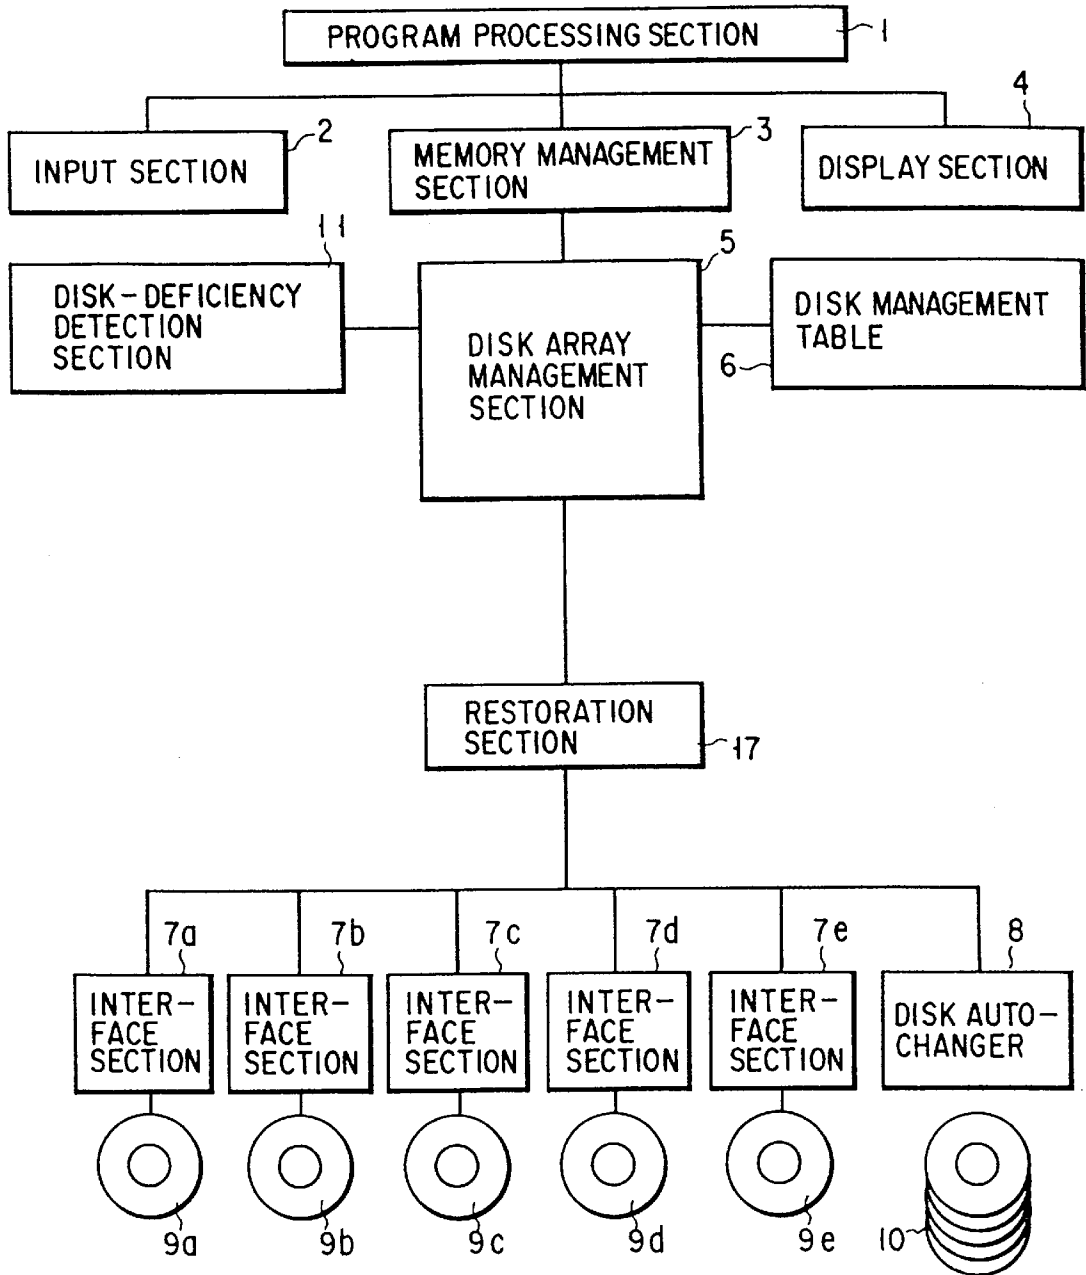 PROGRAM PROCESSING SECTION
1
INPUT SECTION
2
MEMORY MANAGEMENT
SECTION
3
DISPLAY SECTION
4
DISK-DEFICIENCY
DETECTION
SECTION
11
DISK ARRAY
MANAGEMENT
SECTION
5
DISK MANAGEMENT
TABLE
6
RESTORATION
SECTION
17
7a
7b
7c
7d
7e
8
INTER-
FACE
SECTION
INTER-
FACE
SECTION
INTER-
FACE
SECTION
INTER-
FACE
SECTION
INTER-
FACE
SECTION
DISK AUTO-
CHANGER
9a
9b
9c
9d
9e
10